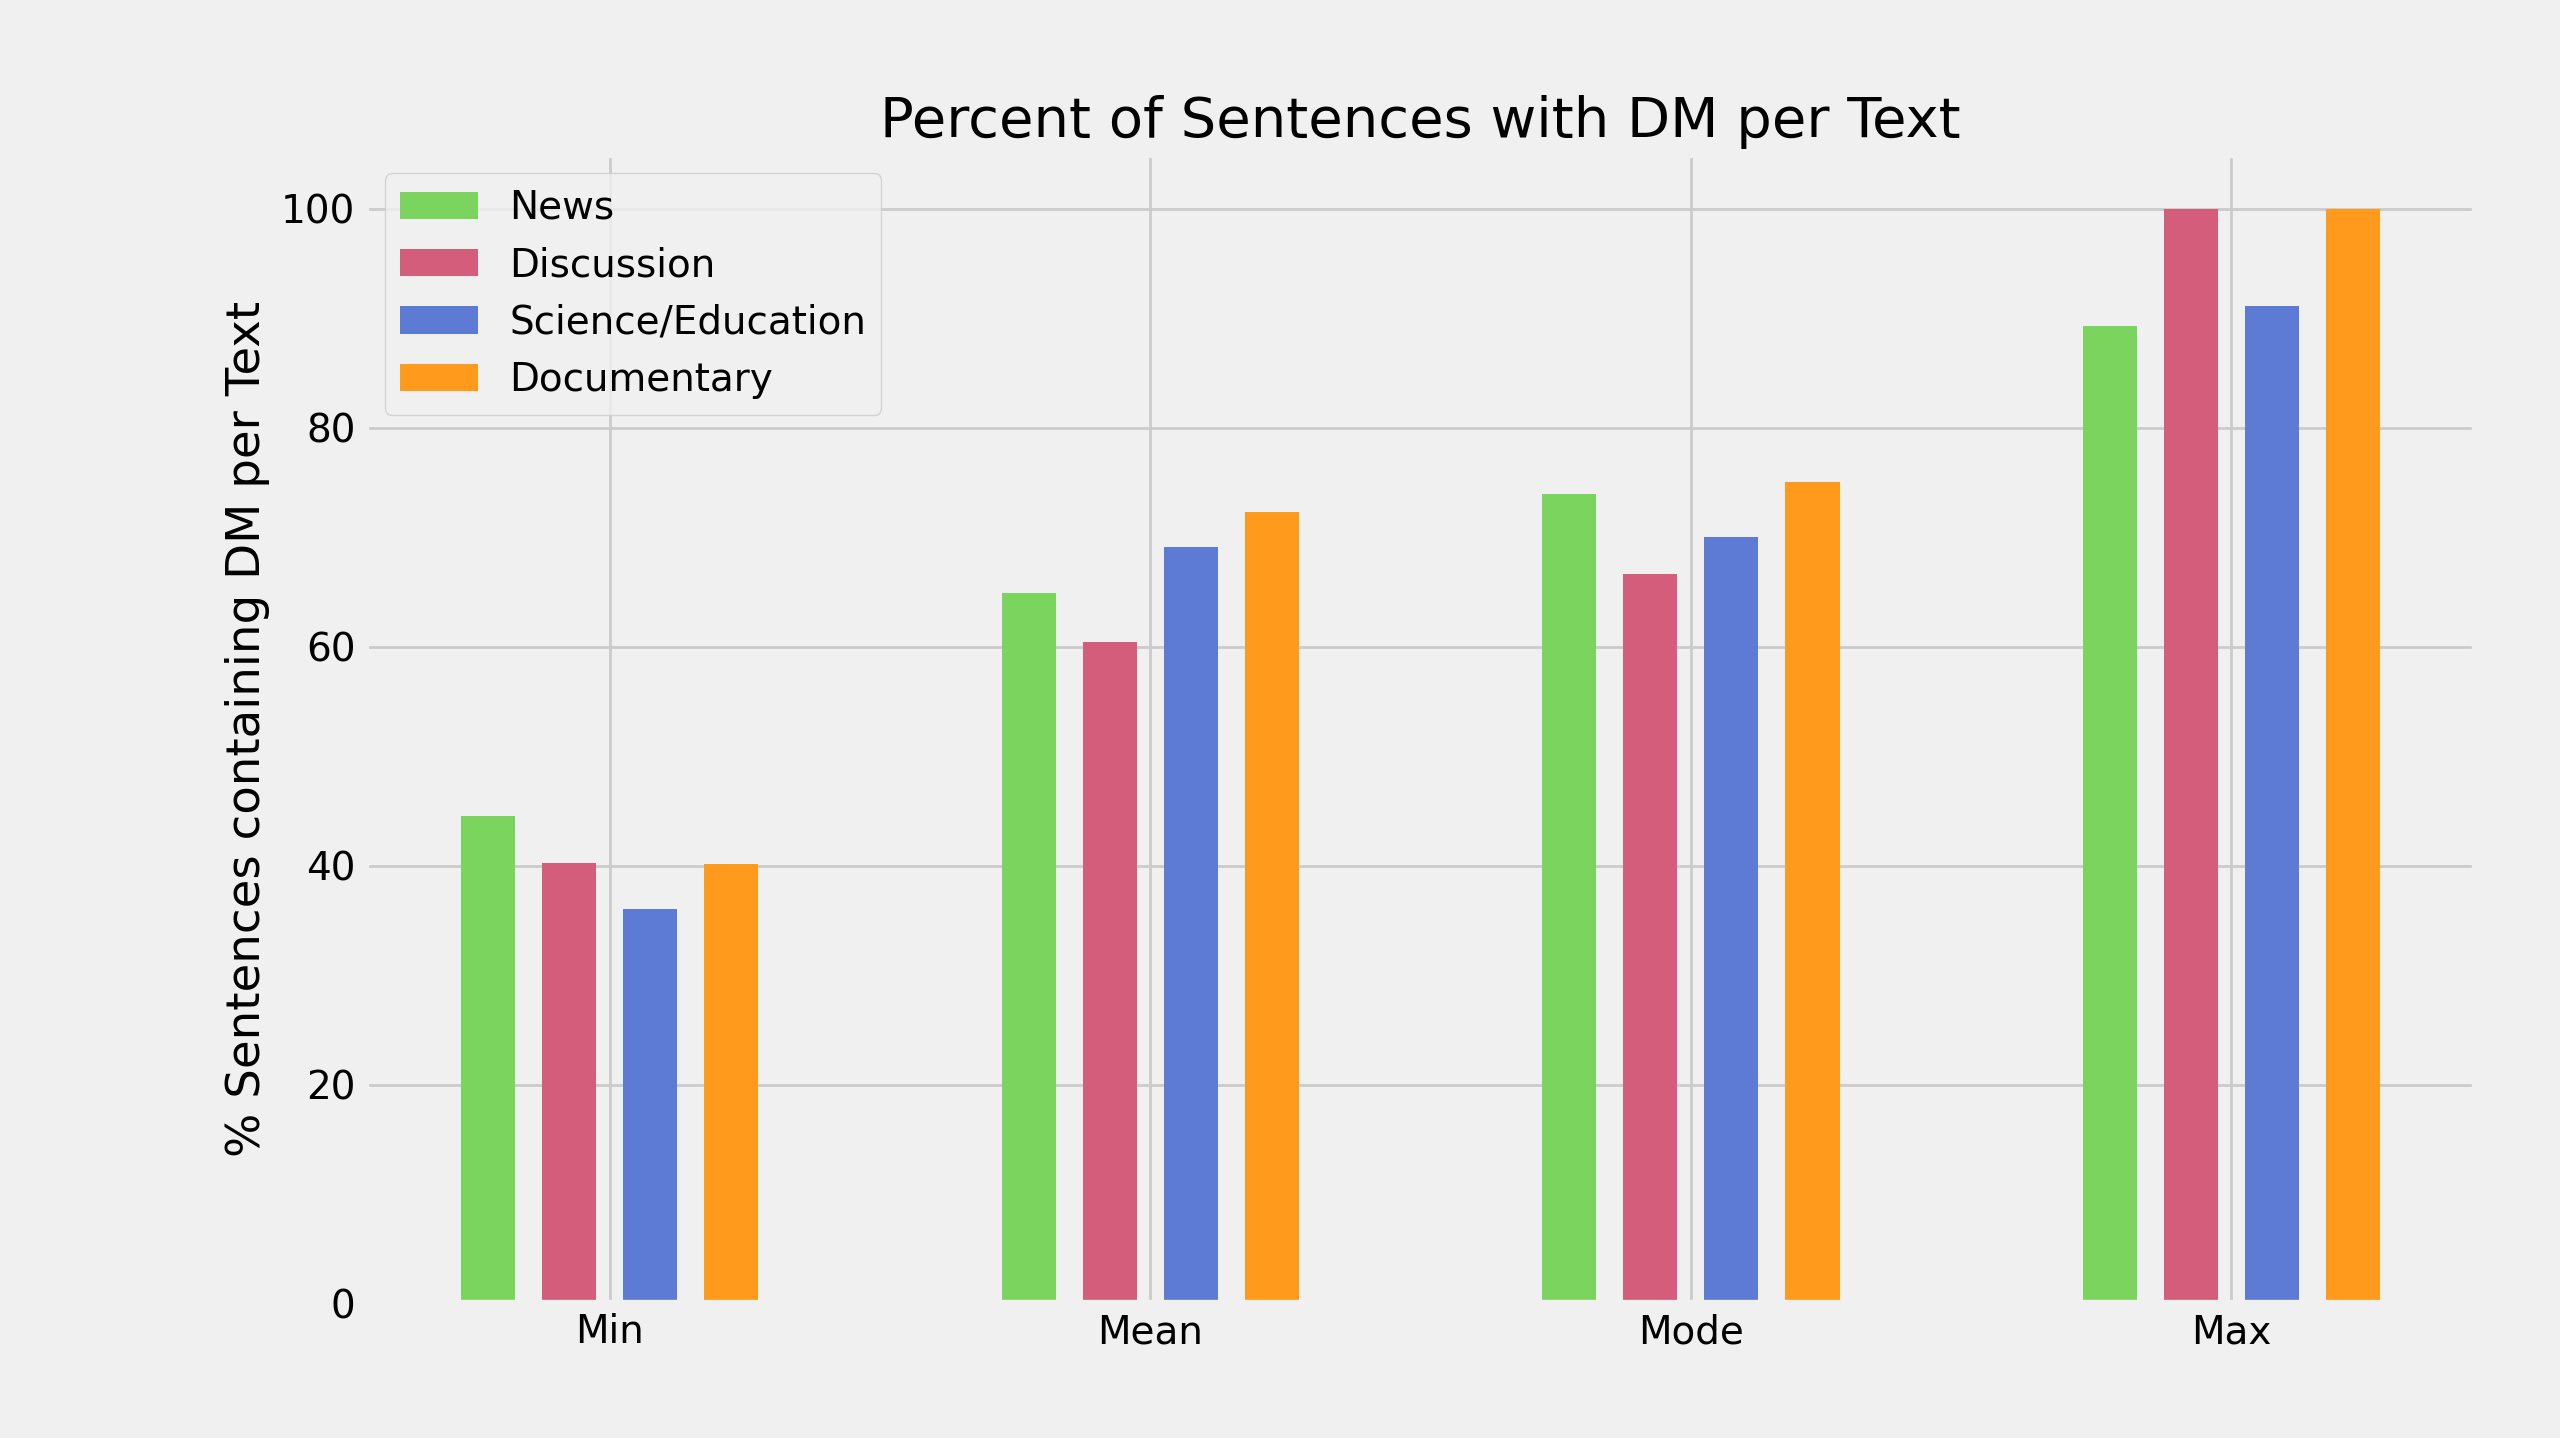 Percent of Sentences with DM per Text
% Sentences containing DM per Text
News
Discussion
Science/Education
Documentary
100
80
60
40
20
0
Min
Mean
Mode
Max